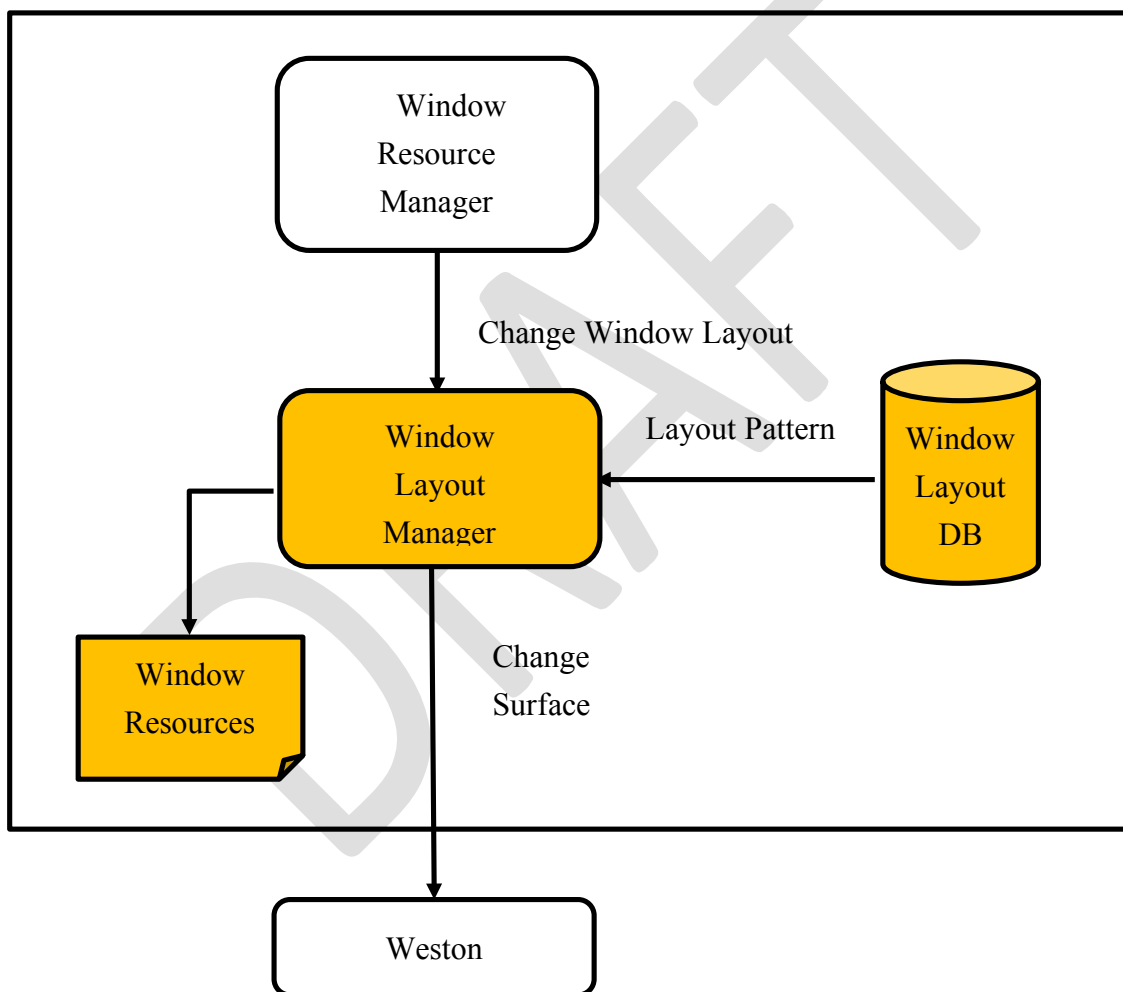 Window
Resource
Manager
Change Window Layout
Window
Layout
Manager
Layout Pattern
Window
Layout
DB
Window
Resources
Change
Surface
Weston
DRAFT